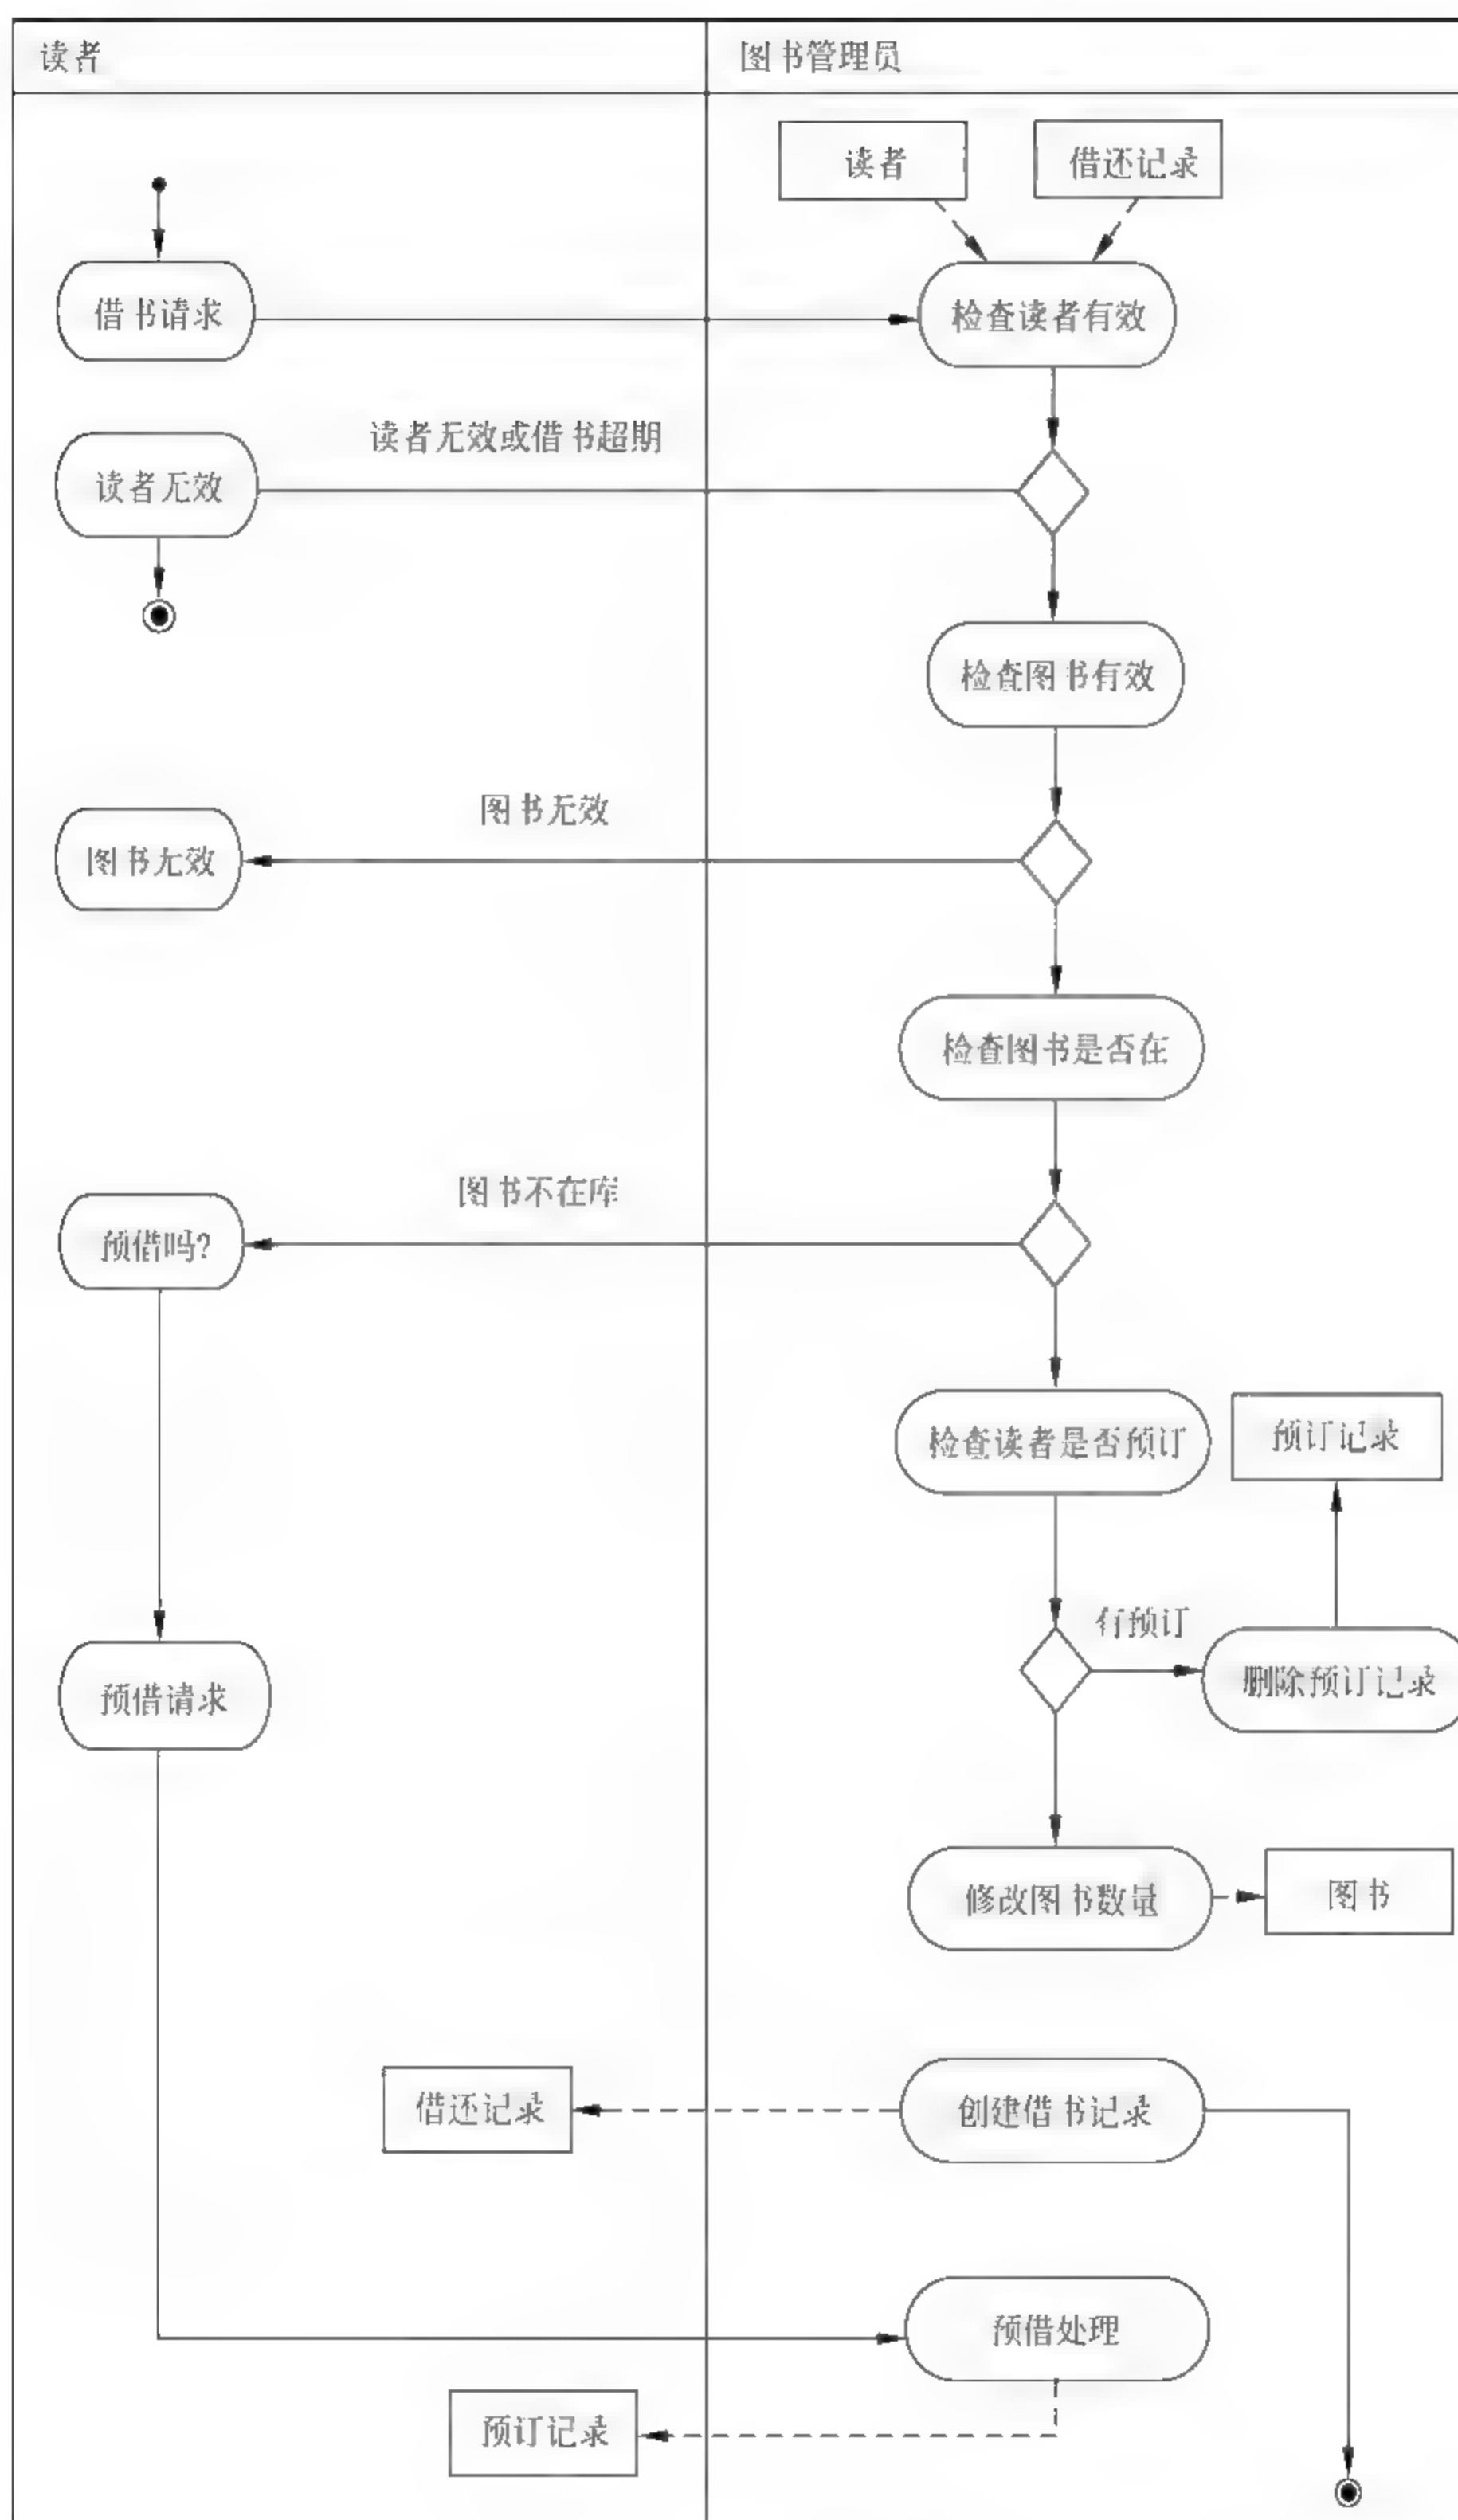 读者
图书管理员
读者
借还记录
借书请求
检查读者有效
读者无效或借书超期
读者无效
检查图书有效
图书无效
图书无效
检查图书是否在
图书不在库
预借吗?
检查读者是否预订
预订记录
有预订
删除预订记录
预借请求
修改图书数量
图书
借还记录
创建借书记录
预借处理
预订记录